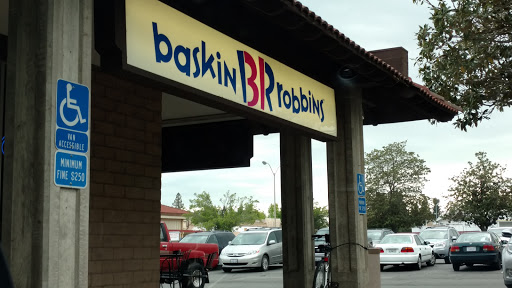 baskin BR robbins
VAN
ACCESSIBLE
MINIMUM
FINE $250